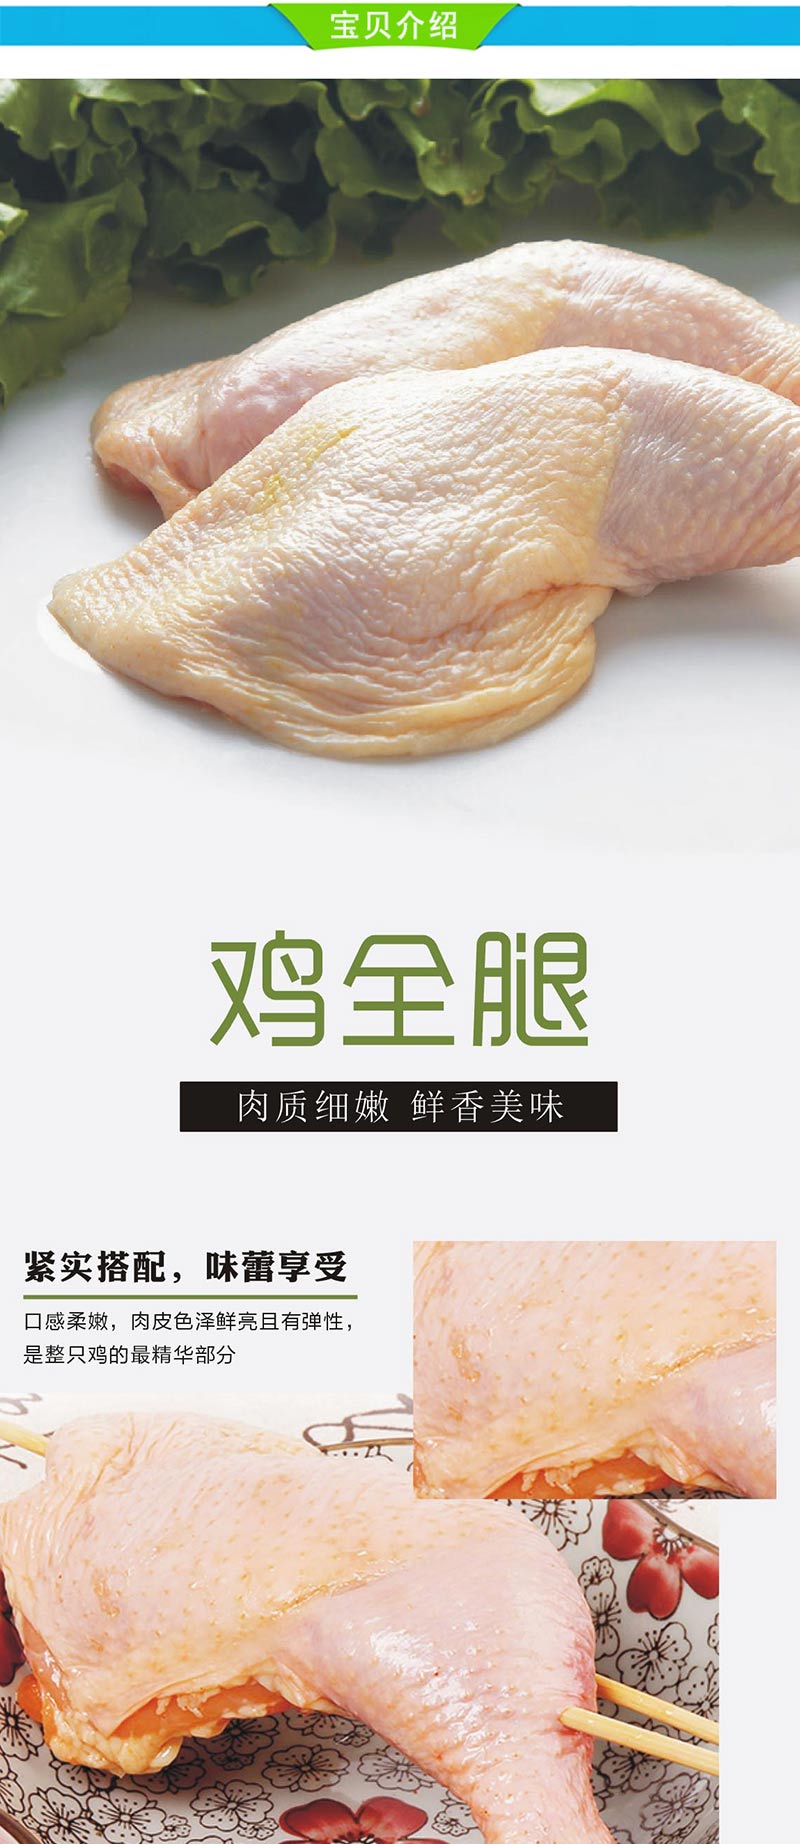 宝贝介绍
鸡全腿
肉质细嫩 鲜香美味
紧实搭配，味蕾享受
口感柔嫩，肉皮色泽鲜亮且有弹性，
是整只鸡的最精华部分